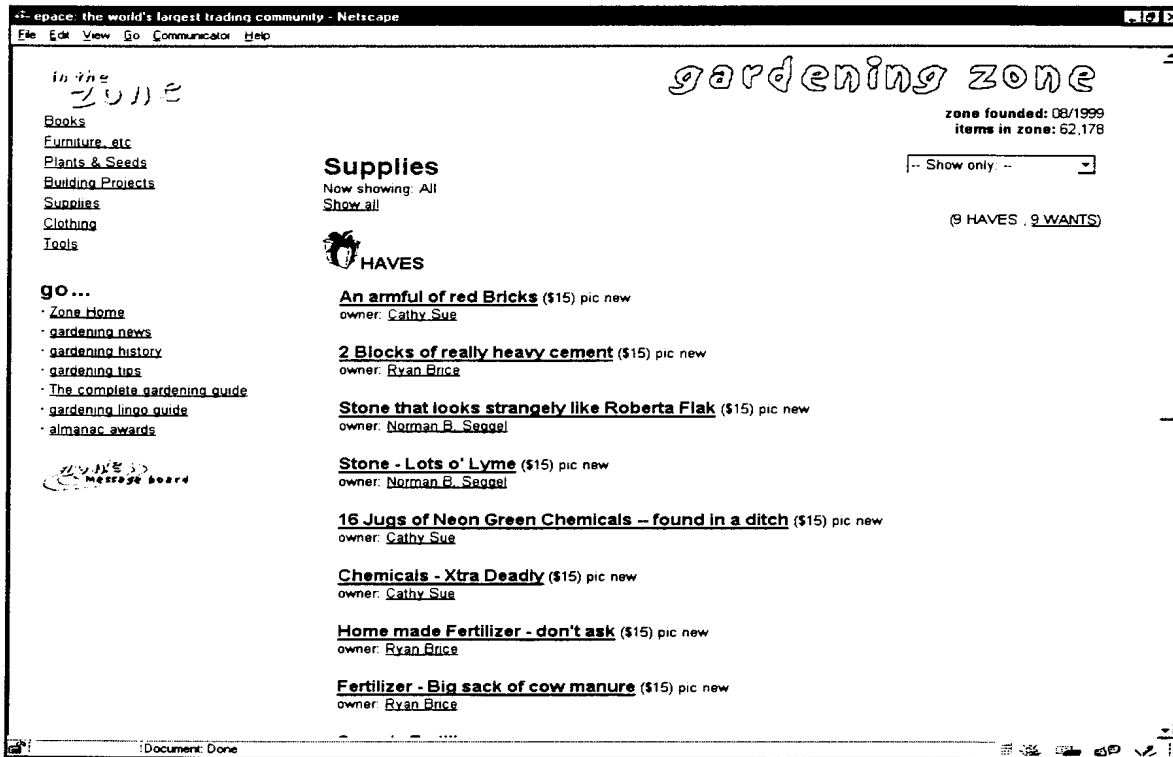 epace: the world's largest trading community - Netscape
File Edit View Go Communicator Help
in the
zone
Books
Furniture, etc
Plants & Seeds
Building Projects
Supplies
Clothing
Tools
go...
· Zone Home
· gardening news
· gardening history
· gardening tips
· The complete gardening guide
· gardening lingo guide
· almanac awards
zones
message board
gardening zone
zone founded: 08/1999
items in zone: 62,178
Supplies
Now showing: All
Show all
-- Show only: --
(9 HAVES , 9 WANTS)
HAVES
An armful of red Bricks ($15) pic new
owner: Cathy Sue
2 Blocks of really heavy cement ($15) pic new
owner: Ryan Brice
Stone that looks strangely like Roberta Flak ($15) pic new
owner: Norman B. Seggel
Stone - Lots o' Lyme ($15) pic new
owner: Norman B. Seggel
16 Jugs of Neon Green Chemicals -- found in a ditch ($15) pic new
owner: Cathy Sue
Chemicals - Xtra Deadly ($15) pic new
owner: Cathy Sue
Home made Fertilizer - don't ask ($15) pic new
owner: Ryan Brice
Fertilizer - Big sack of cow manure ($15) pic new
owner: Ryan Brice
Document: Done